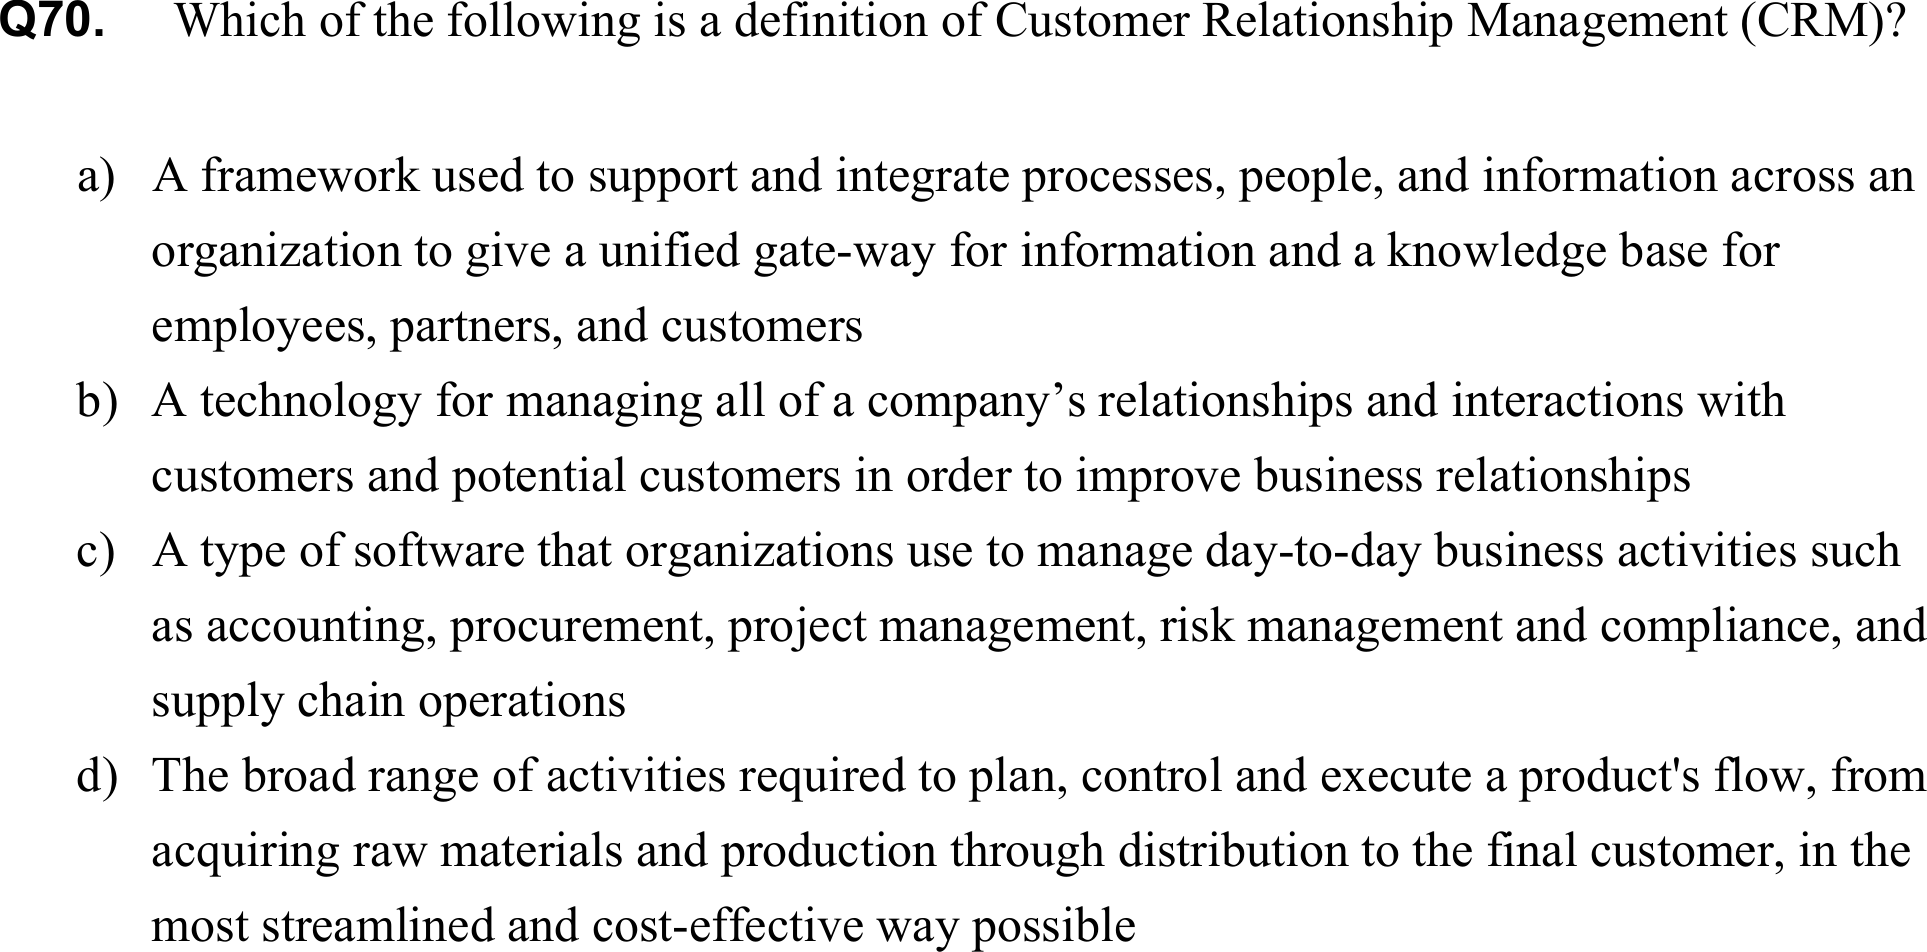 Q70. Which of the following is a definition of Customer Relationship Management (CRM)?
a) A framework used to support and integrate processes, people, and information across an
organization to give a unified gate-way for information and a knowledge base for
employees, partners, and customers
b) A technology for managing all of a company’s relationships and interactions with
customers and potential customers in order to improve business relationships
c) A type of software that organizations use to manage day-to-day business activities such
as accounting, procurement, project management, risk management and compliance, and
supply chain operations
d) The broad range of activities required to plan, control and execute a product's flow, from
acquiring raw materials and production through distribution to the final customer, in the
most streamlined and cost-effective way possible